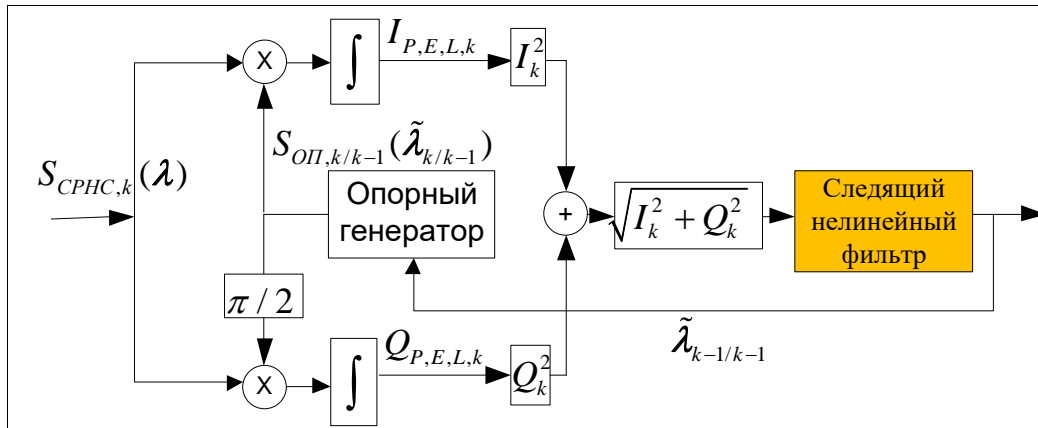 X
∫
I_{P,E,L,k}
I_k^2
S_{СРНС,k}(λ)
S_{ОП,k/k-1}(λ̃_{k/k-1})
Опорный
генератор
π / 2
+
√(I_k^2 + Q_k^2)
Следящий
нелинейный
фильтр
λ̃_{k-1/k-1}
X
∫
Q_{P,E,L,k}
Q_k^2